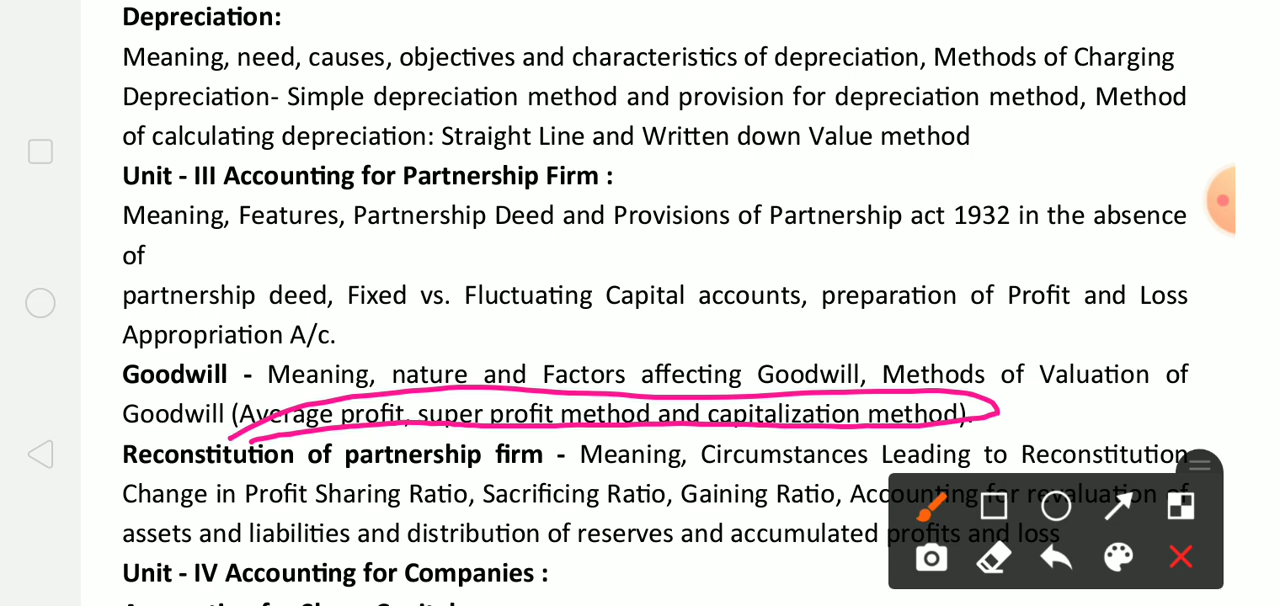 Depreciation:
Meaning, need, causes, objectives and characteristics of depreciation, Methods of Charging
Depreciation- Simple depreciation method and provision for depreciation method, Method
of calculating depreciation: Straight Line and Written down Value method
Unit - III Accounting for Partnership Firm :
Meaning, Features, Partnership Deed and Provisions of Partnership act 1932 in the absence
of
partnership deed, Fixed vs. Fluctuating Capital accounts, preparation of Profit and Loss
Appropriation A/c.
Goodwill - Meaning, nature and Factors affecting Goodwill, Methods of Valuation of
Goodwill (Average profit, super profit method and capitalization method).
Reconstitution of partnership firm - Meaning, Circumstances Leading to Reconstitution
Change in Profit Sharing Ratio, Sacrificing Ratio, Gaining Ratio, Accounting for revaluation of
assets and liabilities and distribution of reserves and accumulated profits and loss
Unit - IV Accounting for Companies :